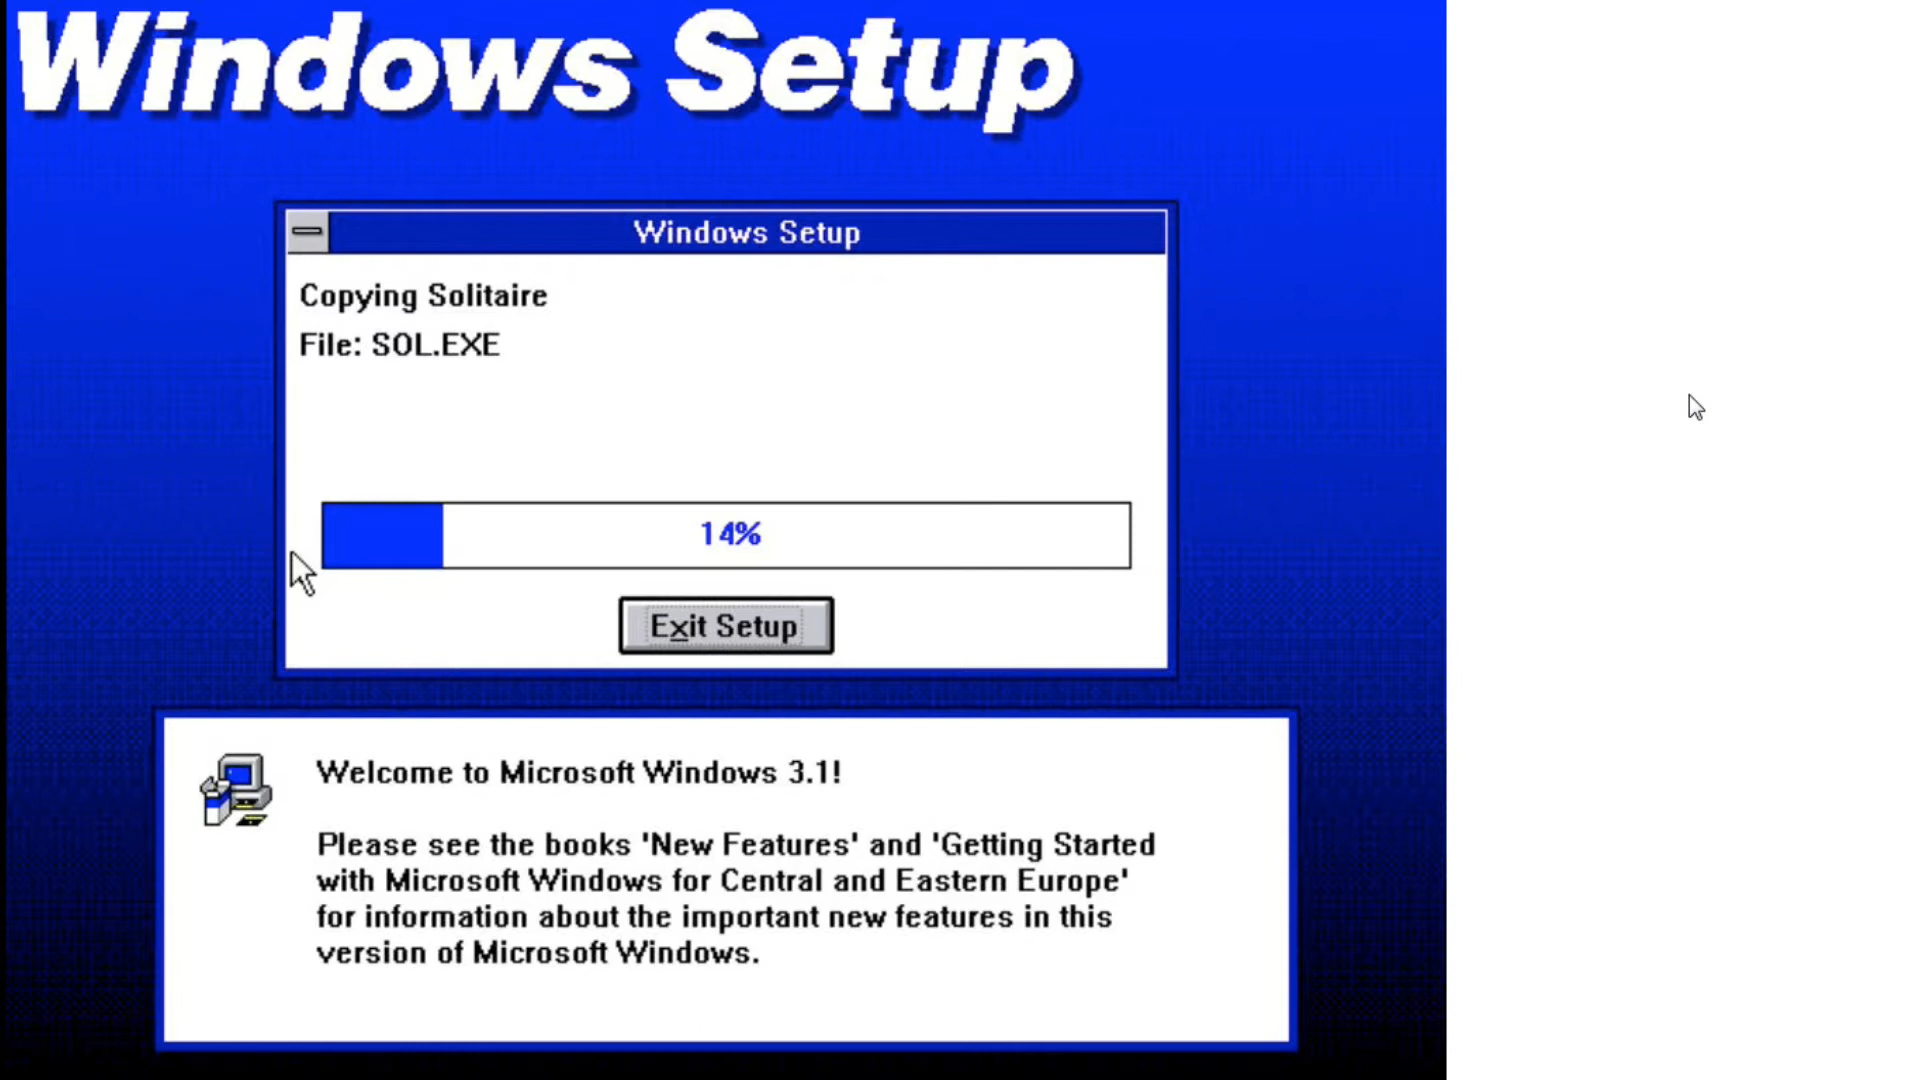 Windows Setup
Windows Setup
Copying Solitaire
File: SOL.EXE
14%
Exit Setup
Welcome to Microsoft Windows 3.1!
Please see the books 'New Features' and 'Getting Started
with Microsoft Windows for Central and Eastern Europe'
for information about the important new features in this
version of Microsoft Windows.